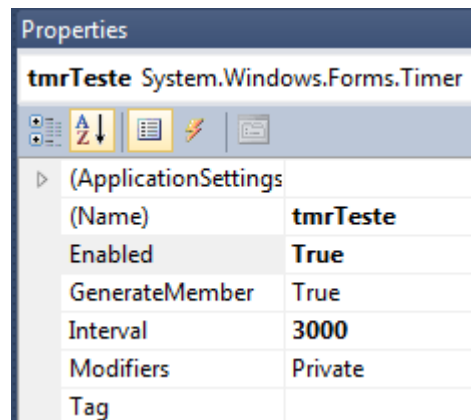 Properties
tmrTeste System.Windows.Forms.Timer
(ApplicationSettings
(Name) tmrTeste
Enabled True
GenerateMember True
Interval 3000
Modifiers Private
Tag